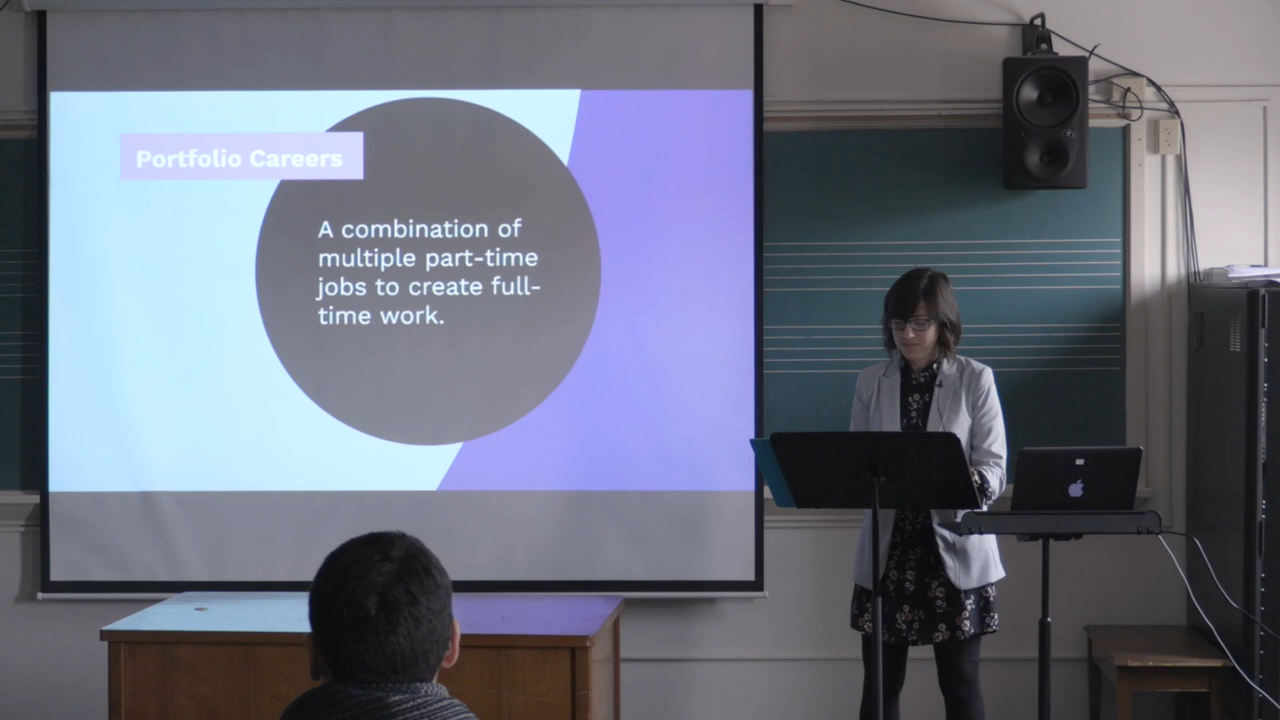 Portfolio Careers
A combination of
multiple part-time
jobs to create full-
time work.